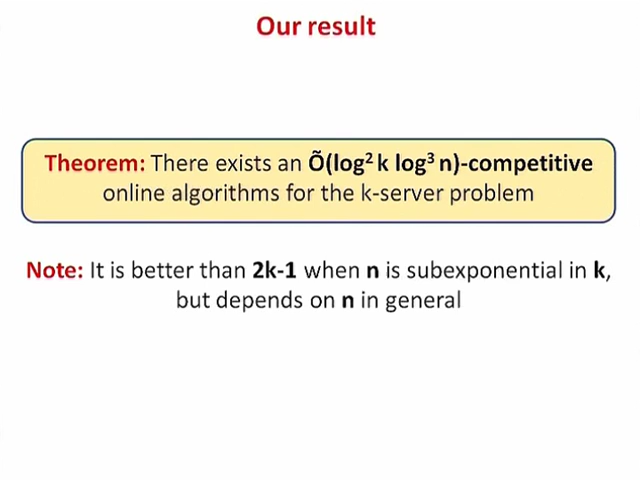 Our result
Theorem: There exists an Õ(log² k log³ n)-competitive
online algorithms for the k-server problem
Note: It is better than 2k-1 when n is subexponential in k,
but depends on n in general